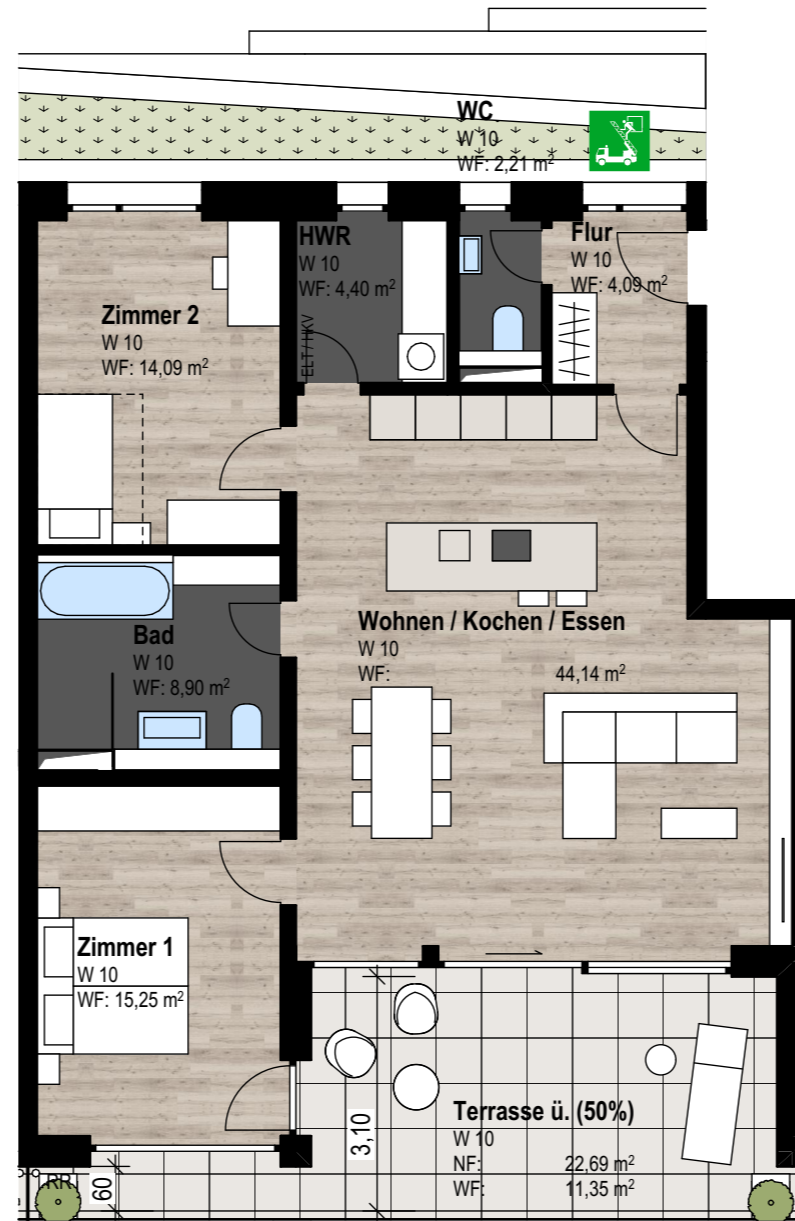 WC
W 10
WF: 2,21 m²
HWR
W 10
WF: 4,40 m²
ELT / HKV
Flur
W 10
WF: 4,09 m²
Zimmer 2
W 10
WF: 14,09 m²
Bad
W 10
WF: 8,90 m²
Wohnen / Kochen / Essen
W 10
WF: 44,14 m²
Zimmer 1
W 10
WF: 15,25 m²
Terrasse ü. (50%)
W 10
NF: 22,69 m²
WF: 11,35 m²
3,10
60
RR